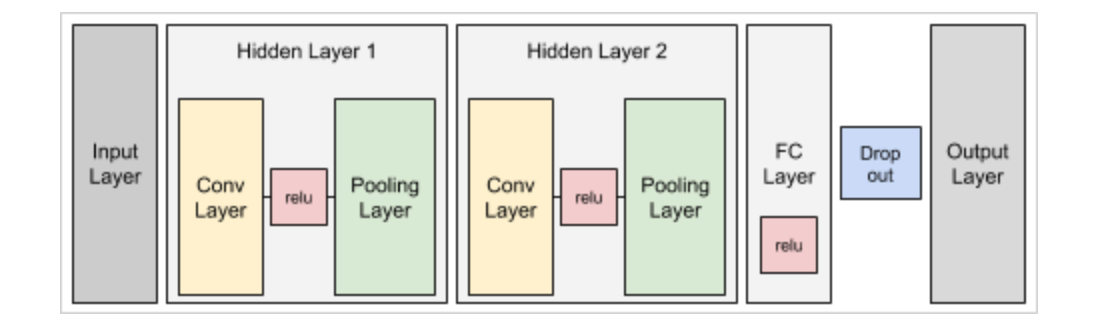 Input
Layer
Hidden Layer 1
Conv
Layer
relu
Pooling
Layer
Hidden Layer 2
Conv
Layer
relu
Pooling
Layer
FC
Layer
relu
Drop
out
Output
Layer